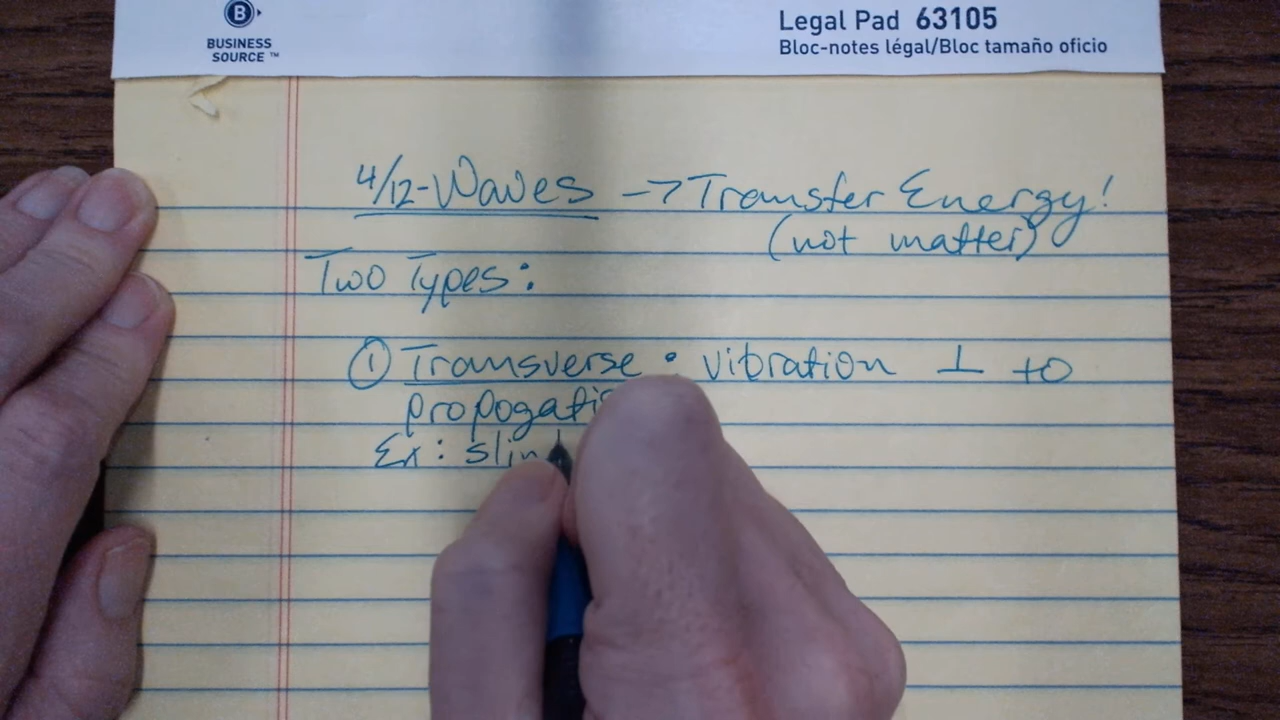 B
BUSINESS
SOURCE™
Legal Pad 63105
Bloc-notes légal/Bloc tamaño oficio
4/12-Waves → Transfer Energy!
(not matter)
Two Types:
① Transverse : vibration ⊥ to
Ex: